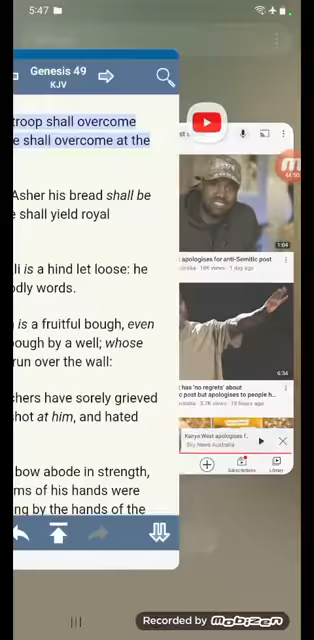 5:47
Genesis 49
KJV
troop shall overcome
e shall overcome at the
Asher his bread shall be
e shall yield royal
li is a hind let loose: he
odly words.
is a fruitful bough, even
ough by a well; whose
run over the wall:
chers have sorely grieved
shot at him, and hated
bow abode in strength,
ms of his hands were
ng by the hands of the
1:04
apologises for anti-Semitic post
16K views · 1 day ago
6:34
has 'no regrets' about
post but apologises to people h...
3.7K views · 19 hours ago
Kanye West apologises f...
Sky News Australia
Subscriptions
Library
Recorded by Mobizen